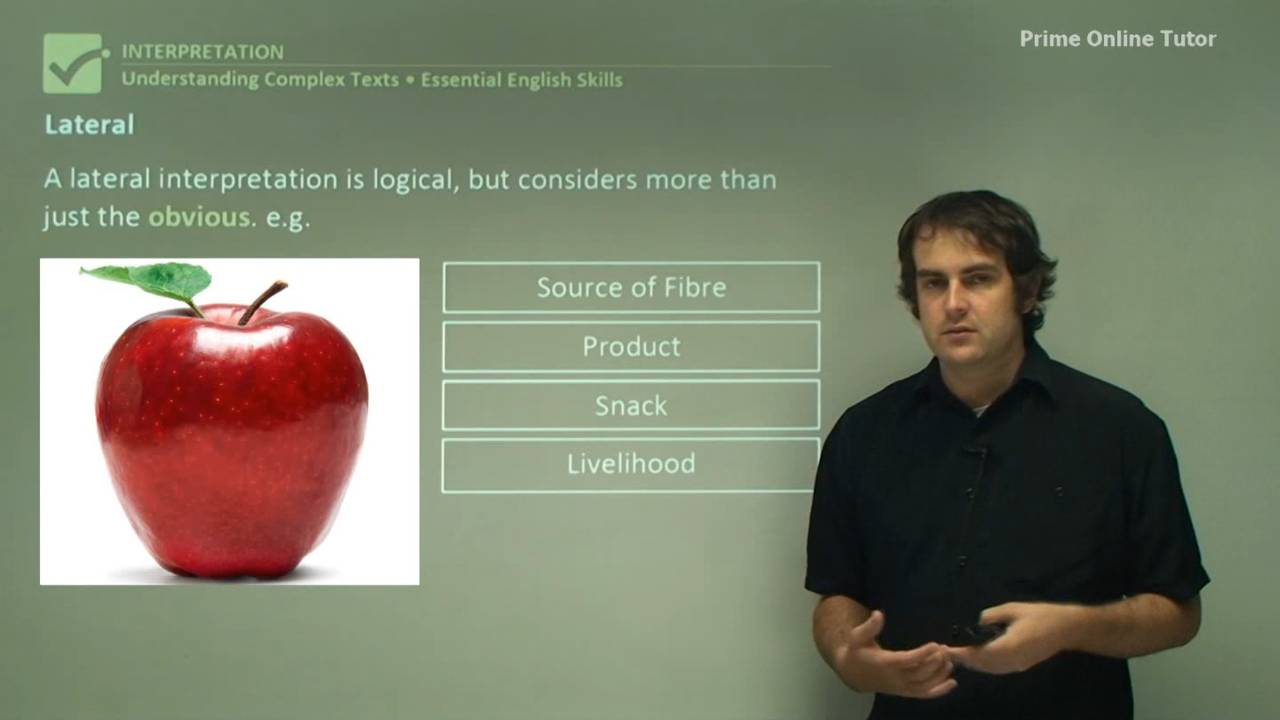 INTERPRETATION
Prime Online Tutor
Understanding Complex Texts • Essential English Skills
Lateral
A lateral interpretation is logical, but considers more than
just the obvious. e.g.
Source of Fibre
Product
Snack
Livelihood